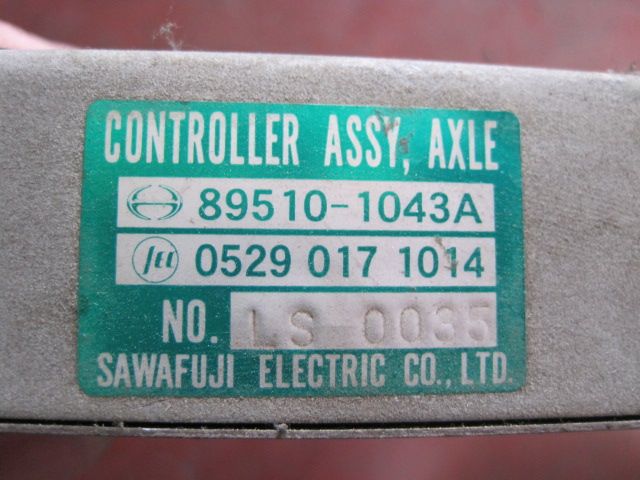 CONTROLLER ASSY, AXLE
89510-1043A
0529 017 1014
NO. LS 0035
SAWAFUJI ELECTRIC CO., LTD.